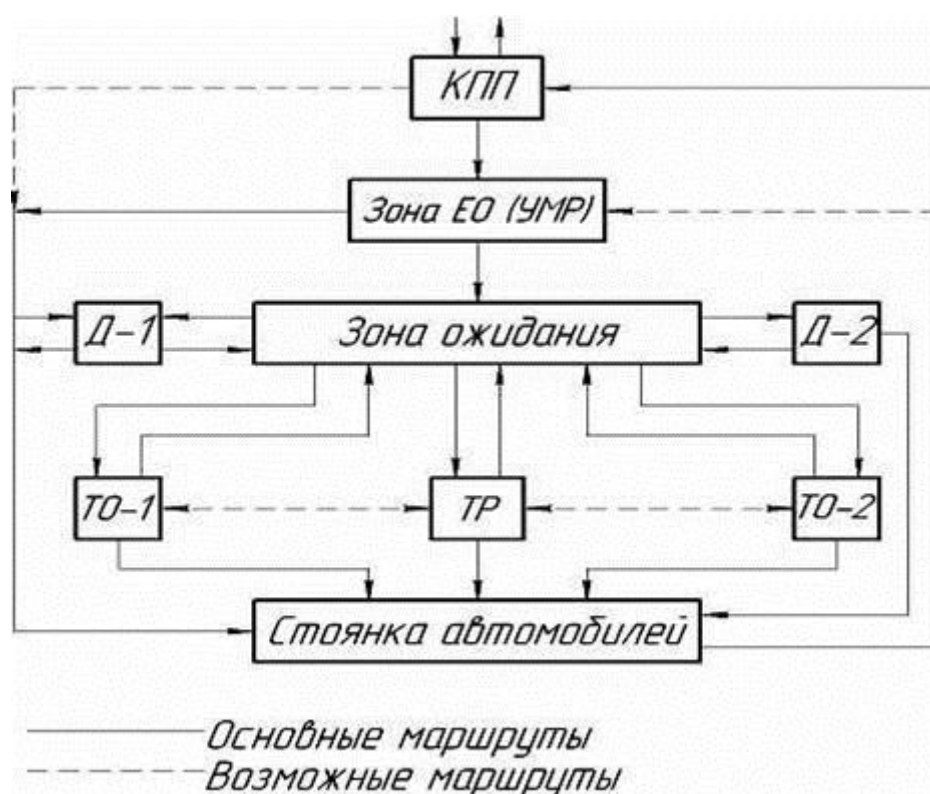 КПП
Зона ЕО (УМР)
Д-1
Зона ожидания
Д-2
ТО-1
ТР
ТО-2
Стоянка автомобилей
Основные маршруты
Возможные маршруты